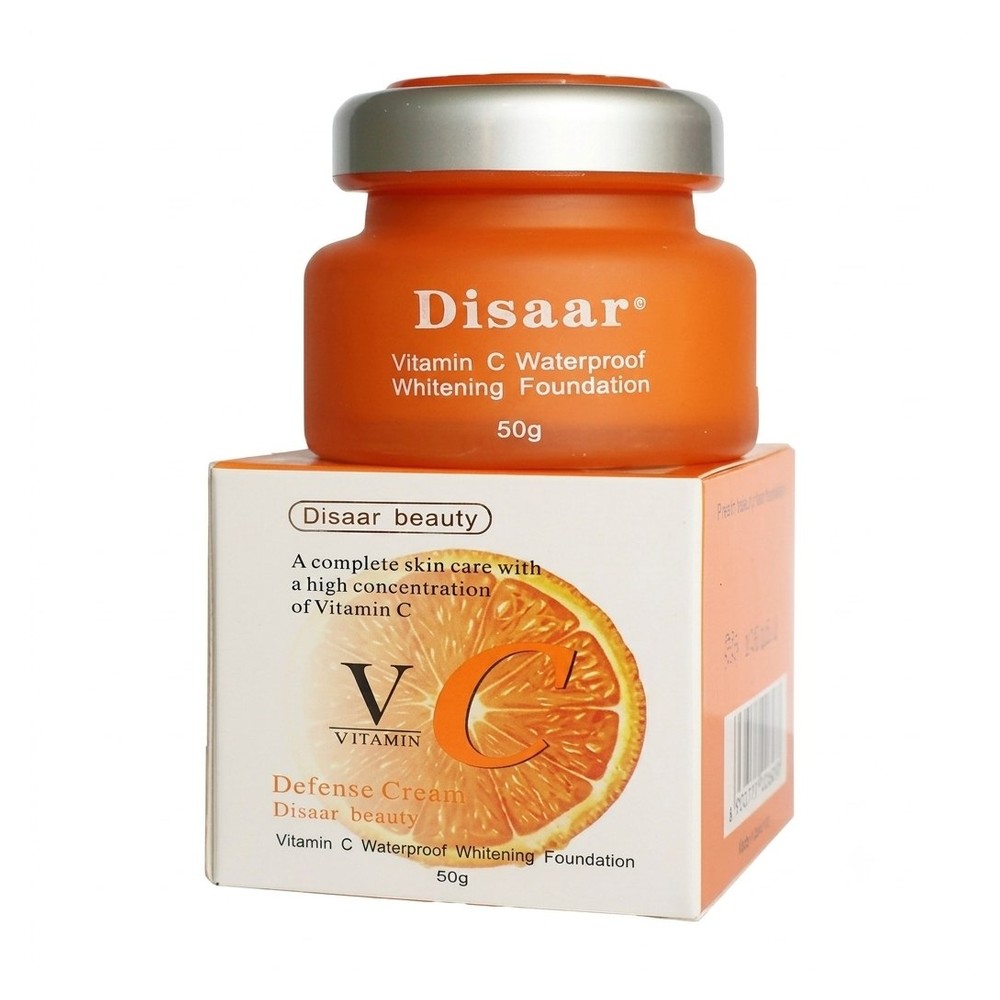 Disaar©
Vitamin C Waterproof
Whitening Foundation
50g
Disaar beauty
A complete skin care with
a high concentration
of Vitamin C
V C
VITAMIN
Defense Cream
Disaar beauty
Vitamin C Waterproof Whitening Foundation
50g